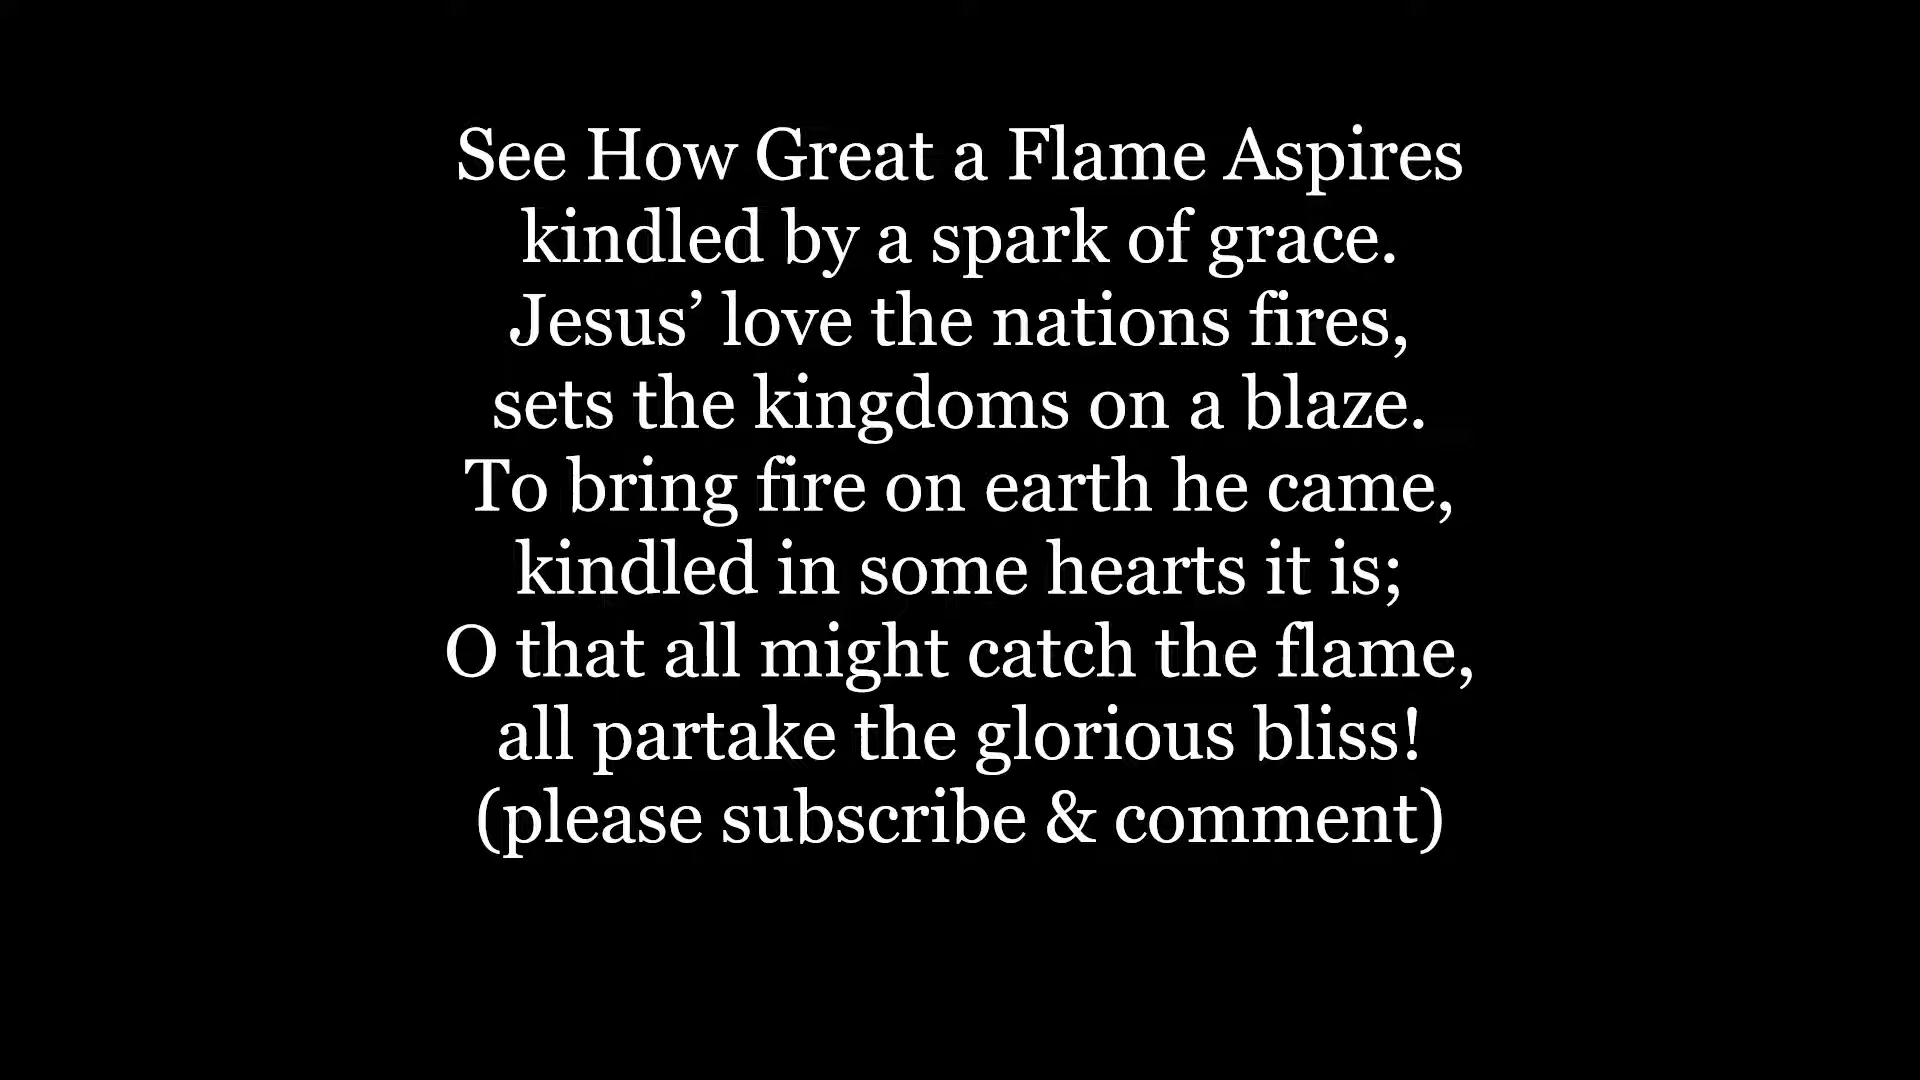 See How Great a Flame Aspires
kindled by a spark of grace.
Jesus’ love the nations fires,
sets the kingdoms on a blaze.
To bring fire on earth he came,
kindled in some hearts it is;
O that all might catch the flame,
all partake the glorious bliss!
(please subscribe & comment)